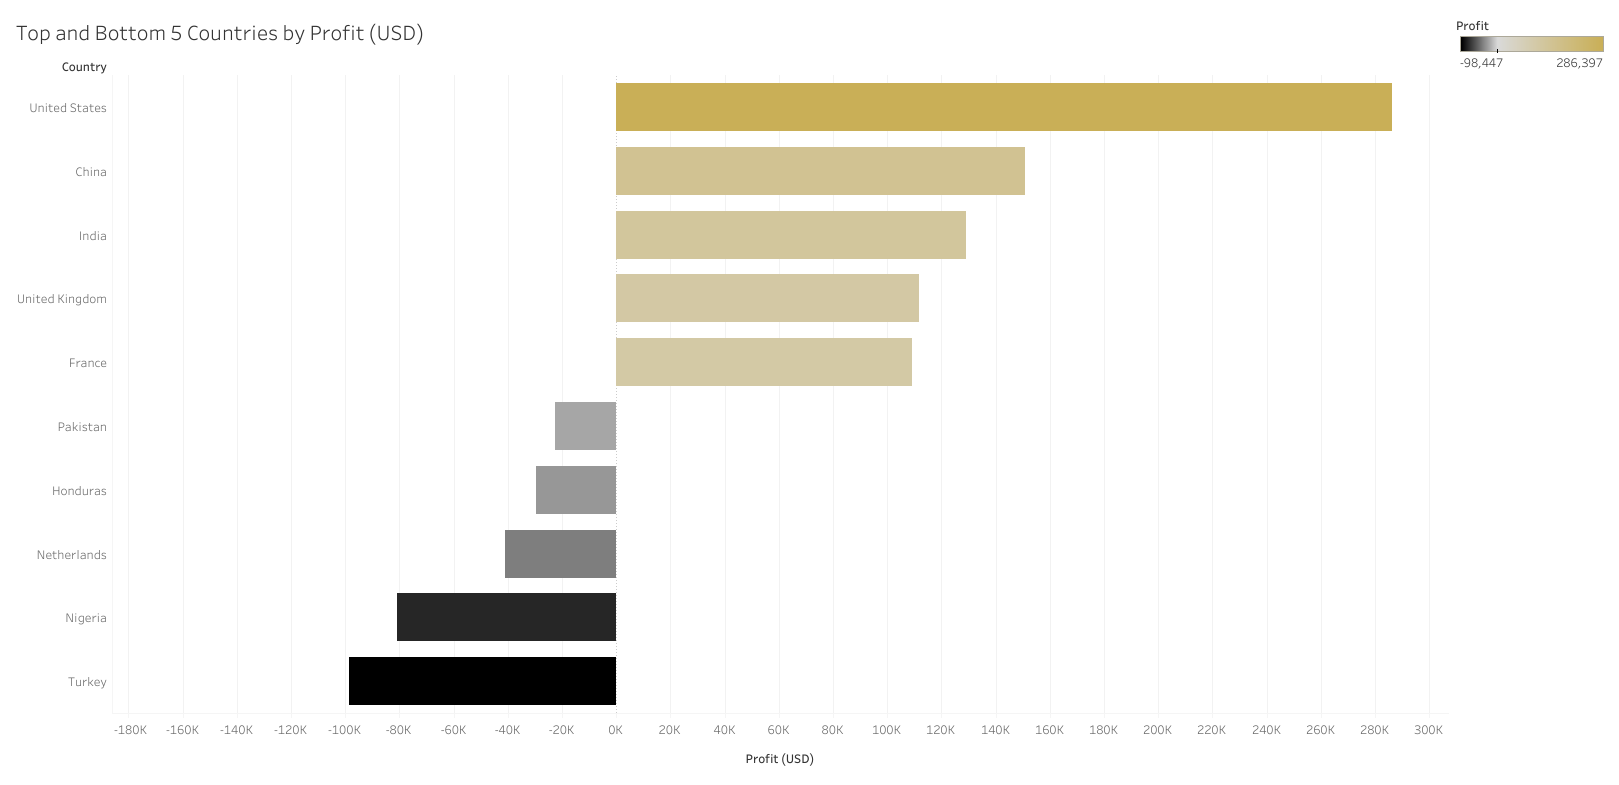 Top and Bottom 5 Countries by Profit (USD)
Profit
-98,447 286,397
Country
United States
China
India
United Kingdom
France
Pakistan
Honduras
Netherlands
Nigeria
Turkey
-180K -160K -140K -120K -100K -80K -60K -40K -20K 0K 20K 40K 60K 80K 100K 120K 140K 160K 180K 200K 220K 240K 260K 280K 300K
Profit (USD)